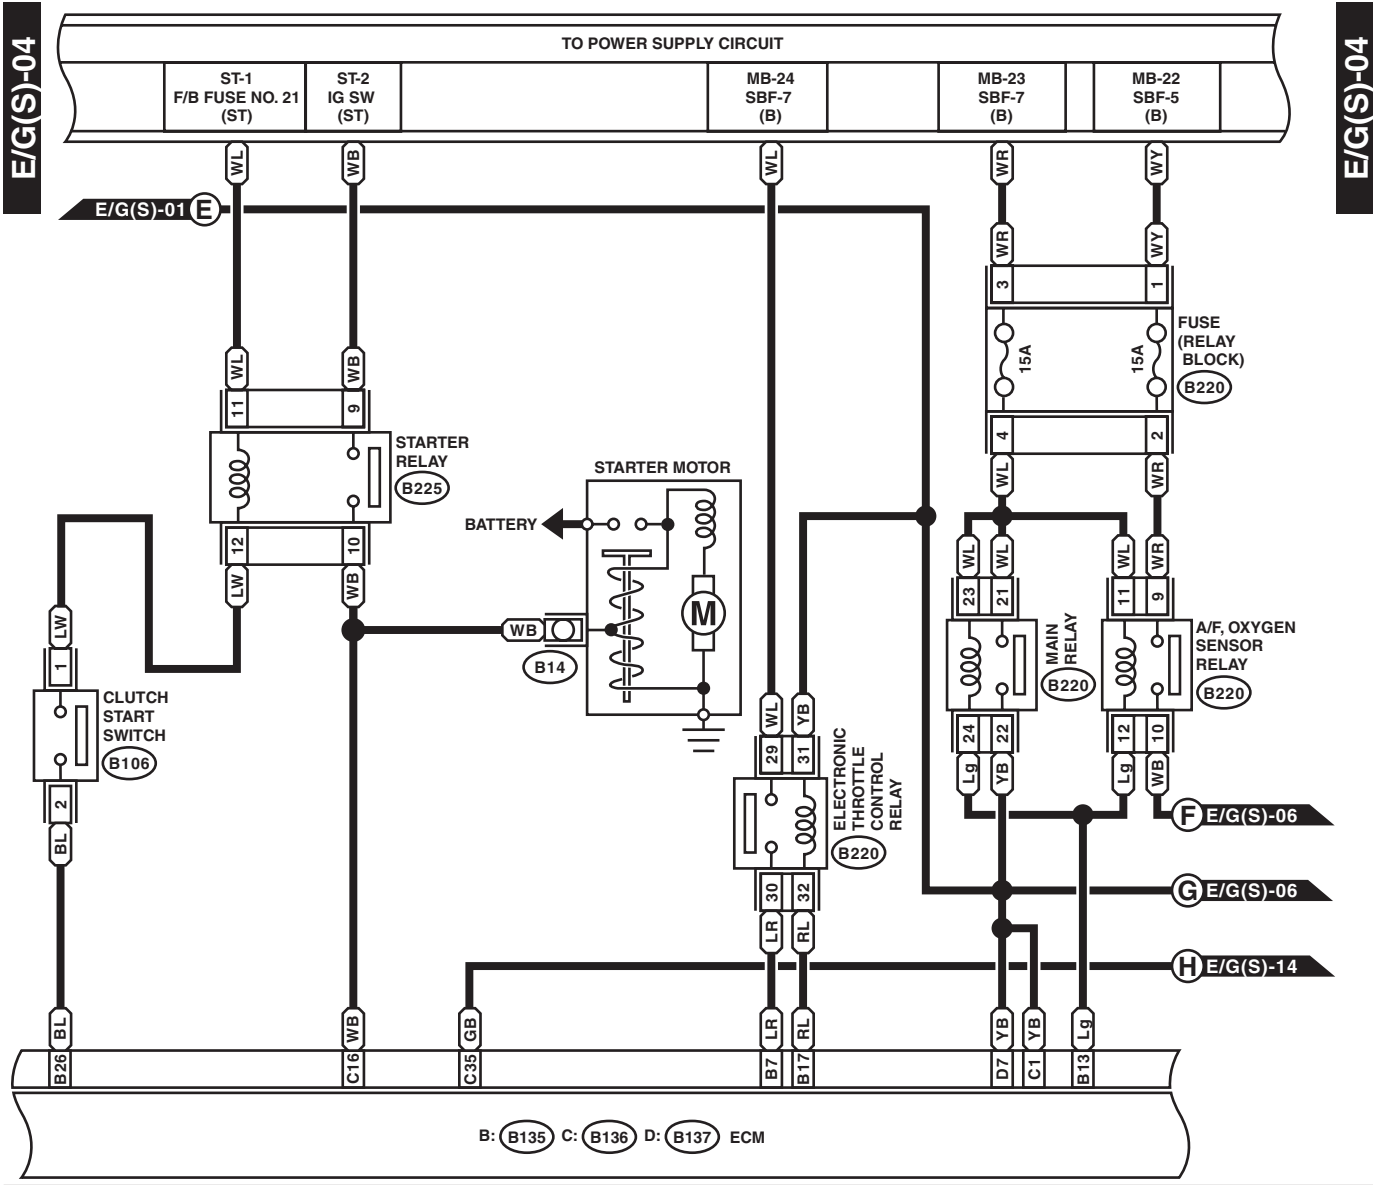 E/G(S)-04
E/G(S)-04
TO POWER SUPPLY CIRCUIT
ST-1
F/B FUSE NO. 21
(ST)
ST-2
IG SW
(ST)
MB-24
SBF-7
(B)
MB-23
SBF-7
(B)
MB-22
SBF-5
(B)
WL
WB
WL
WR
WY
E/G(S)-01
E
WR
WY
3
1
15A
15A
FUSE
(RELAY
BLOCK)
B220
WL
WB
11
9
STARTER
RELAY
B225
4
2
WL
WR
STARTER MOTOR
BATTERY
M
12
10
LW
WB
WB
B14
LW
1
CLUTCH
START
SWITCH
B106
2
BL
WL
WL
WL
WR
23
21
11
9
MAIN
RELAY
B220
A/F, OXYGEN
SENSOR
RELAY
B220
24
22
12
10
Lg
YB
Lg
WB
WL
YB
29
31
ELECTRONIC
THROTTLE
CONTROL
RELAY
B220
30
32
LR
RL
F
E/G(S)-06
G
E/G(S)-06
H
E/G(S)-14
BL
WB
GB
LR
RL
YB
YB
Lg
B26
C16
C35
B7
B17
D7
C1
B13
B: B135 C: B136 D: B137 ECM